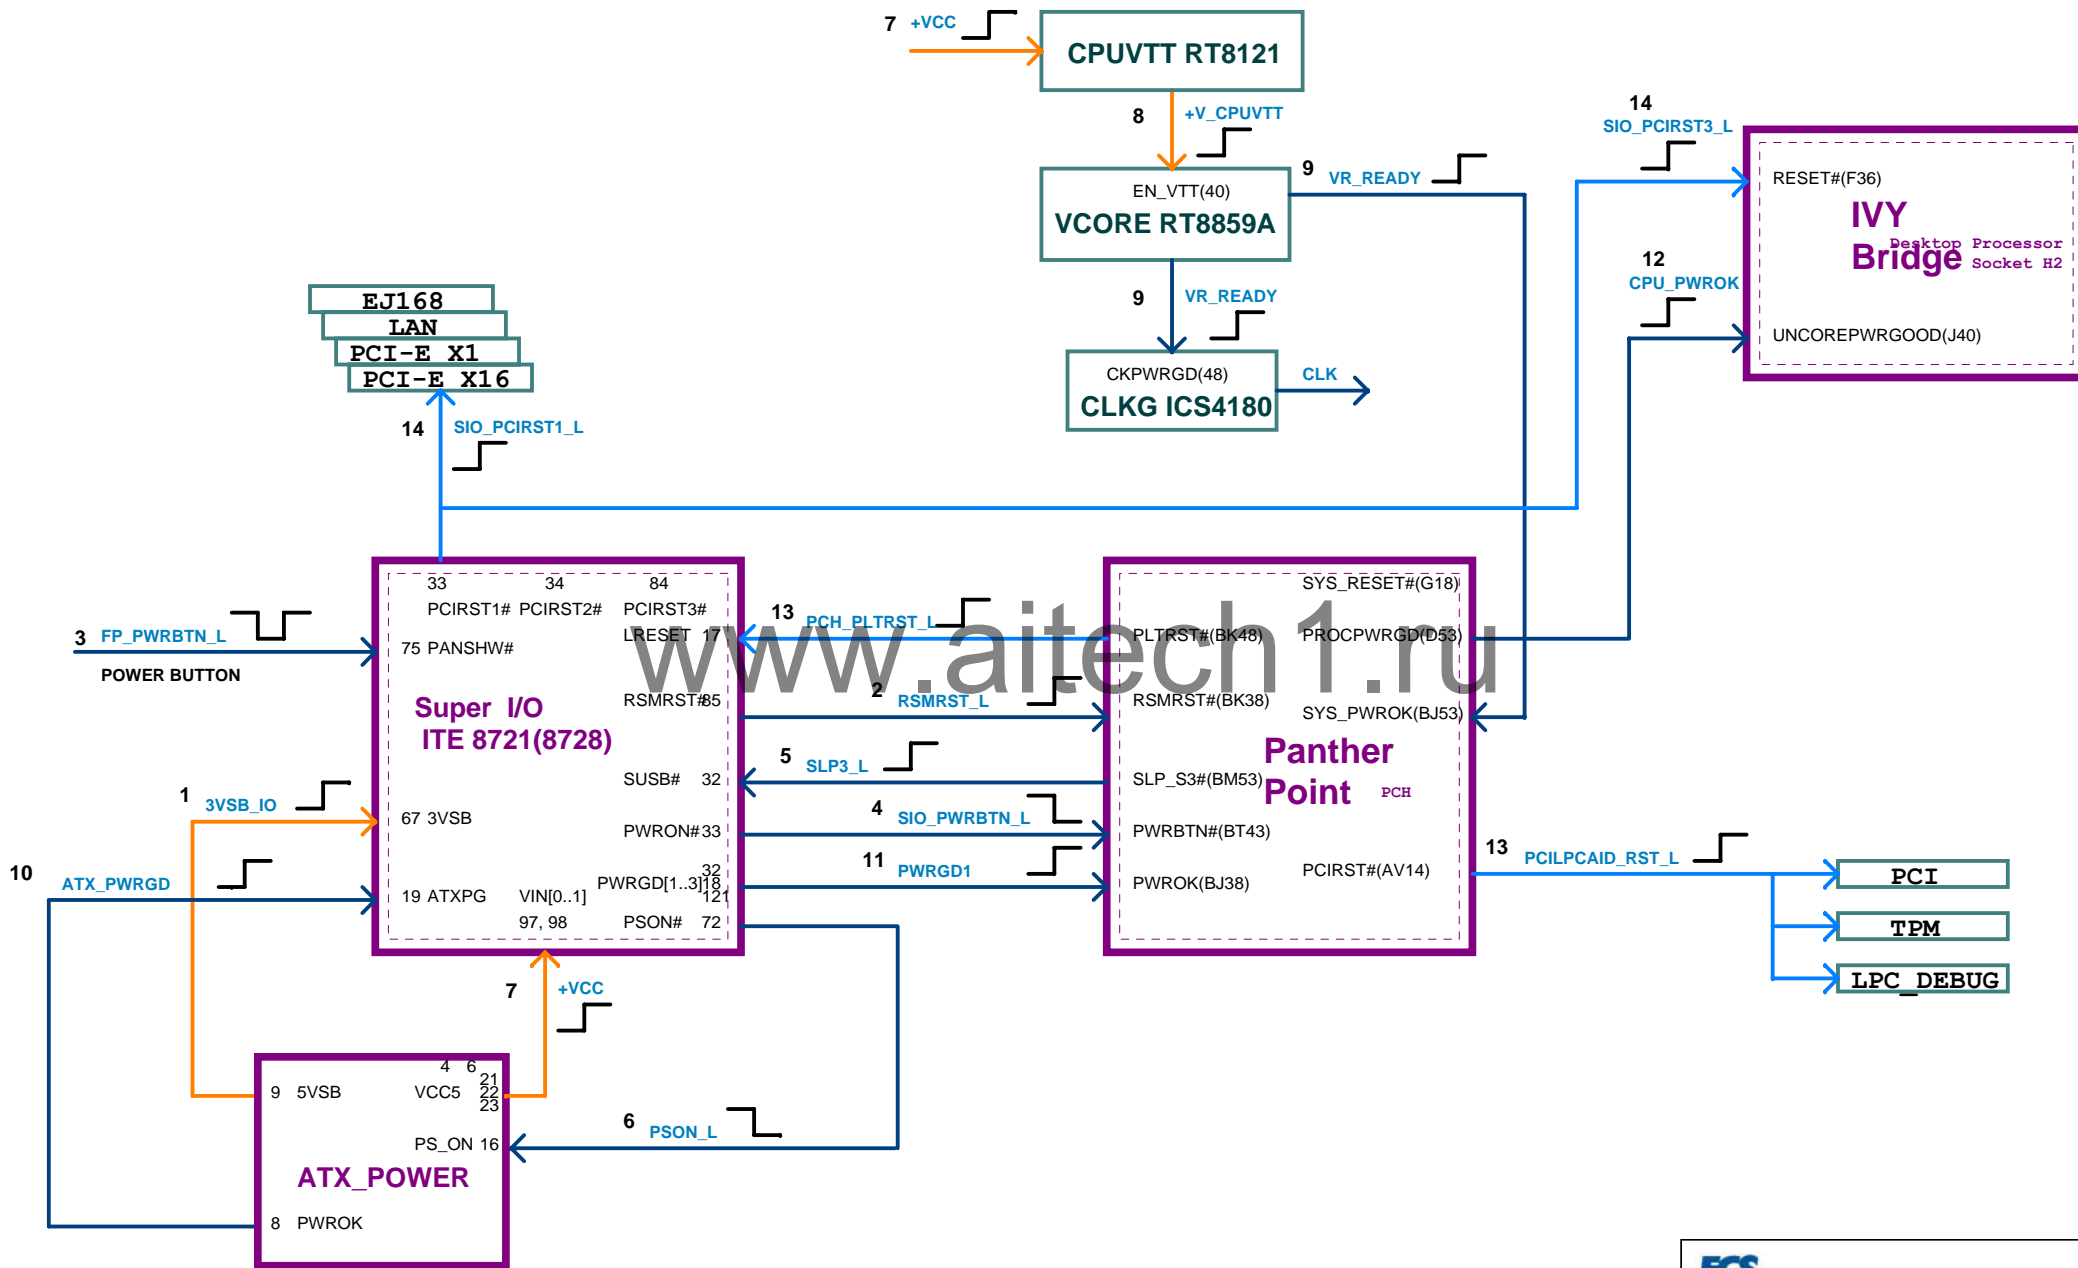 7 +VCC
CPUVTT RT8121
8 +V_CPUVTT
EN_VTT(40)
VCORE RT8859A
9 VR_READY
9 VR_READY
CKPWRGD(48)
CLKG ICS4180
CLK
14
SIO_PCIRST3_L
RESET#(F36)
IVY
Bridge
Desktop Processor
Socket H2
12
CPU_PWROK
UNCOREPWRGOOD(J40)
EJ168
LAN
PCI-E X1
PCI-E X16
14 SIO_PCIRST1_L
33 34 84
PCIRST1# PCIRST2# PCIRST3#
LRESET 17
3 FP_PWRBTN_L
POWER BUTTON
75 PANSHW#
RSMRST# 85
Super I/O
ITE 8721(8728)
SUSB# 32
1 3VSB_IO
67 3VSB
PWRON# 33
10 ATX_PWRGD
19 ATXPG
VIN[0..1]
97, 98
PWRGD[1..3]
32
18
121
PSON# 72
13 PCH_PLTRST_L
2 RSMRST_L
5 SLP3_L
4 SIO_PWRBTN_L
11 PWRGD1
SYS_RESET#(G18)
PLTRST#(BK48)
PROCPWRGD(D53)
RSMRST#(BK38)
SYS_PWROK(BJ53)
Panther
Point PCH
SLP_S3#(BM53)
PWRBTN#(BT43)
PWROK(BJ38)
PCIRST#(AV14)
13 PCILPCAID_RST_L
PCI
TPM
LPC_DEBUG
7 +VCC
4 6
21
22
23
9 5VSB
VCC5
PS_ON 16
6 PSON_L
ATX_POWER
8 PWROK
www.aitech1.ru
ECS